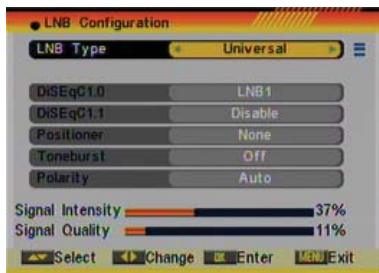 LNB Configuration
LNB Type Universal
DiSEqC1.0 LNB1
DiSEqC1.1 Disable
Positioner None
Toneburst Off
Polarity Auto
Signal Intensity 37%
Signal Quality 11%
Select Change OK Enter MENU Exit